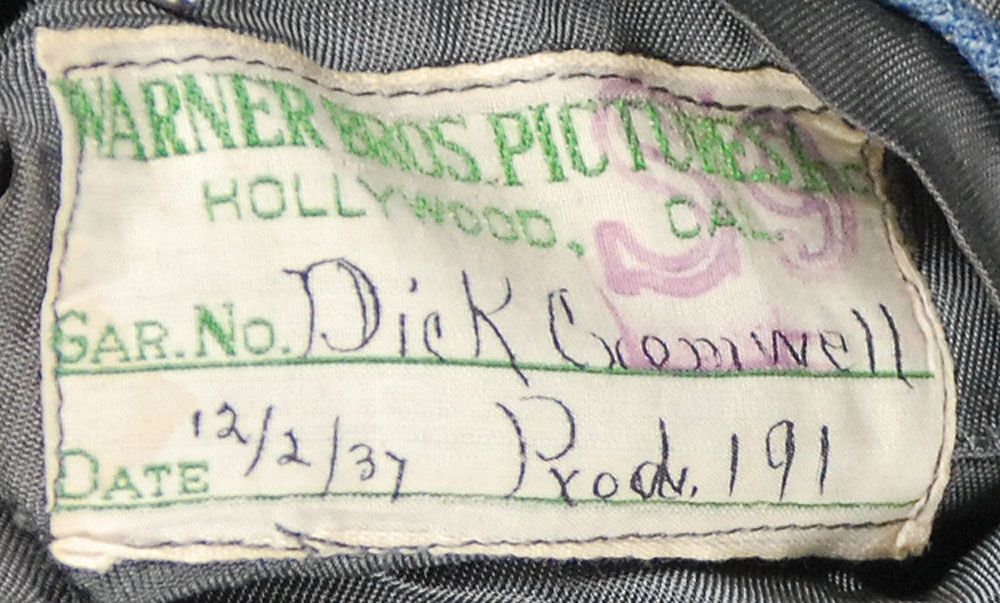 WARNER BROS. PICTURES
HOLLYWOOD, CAL.
GAR. NO. Dick Cromwell
DATE 12/2/37 Prod. 191